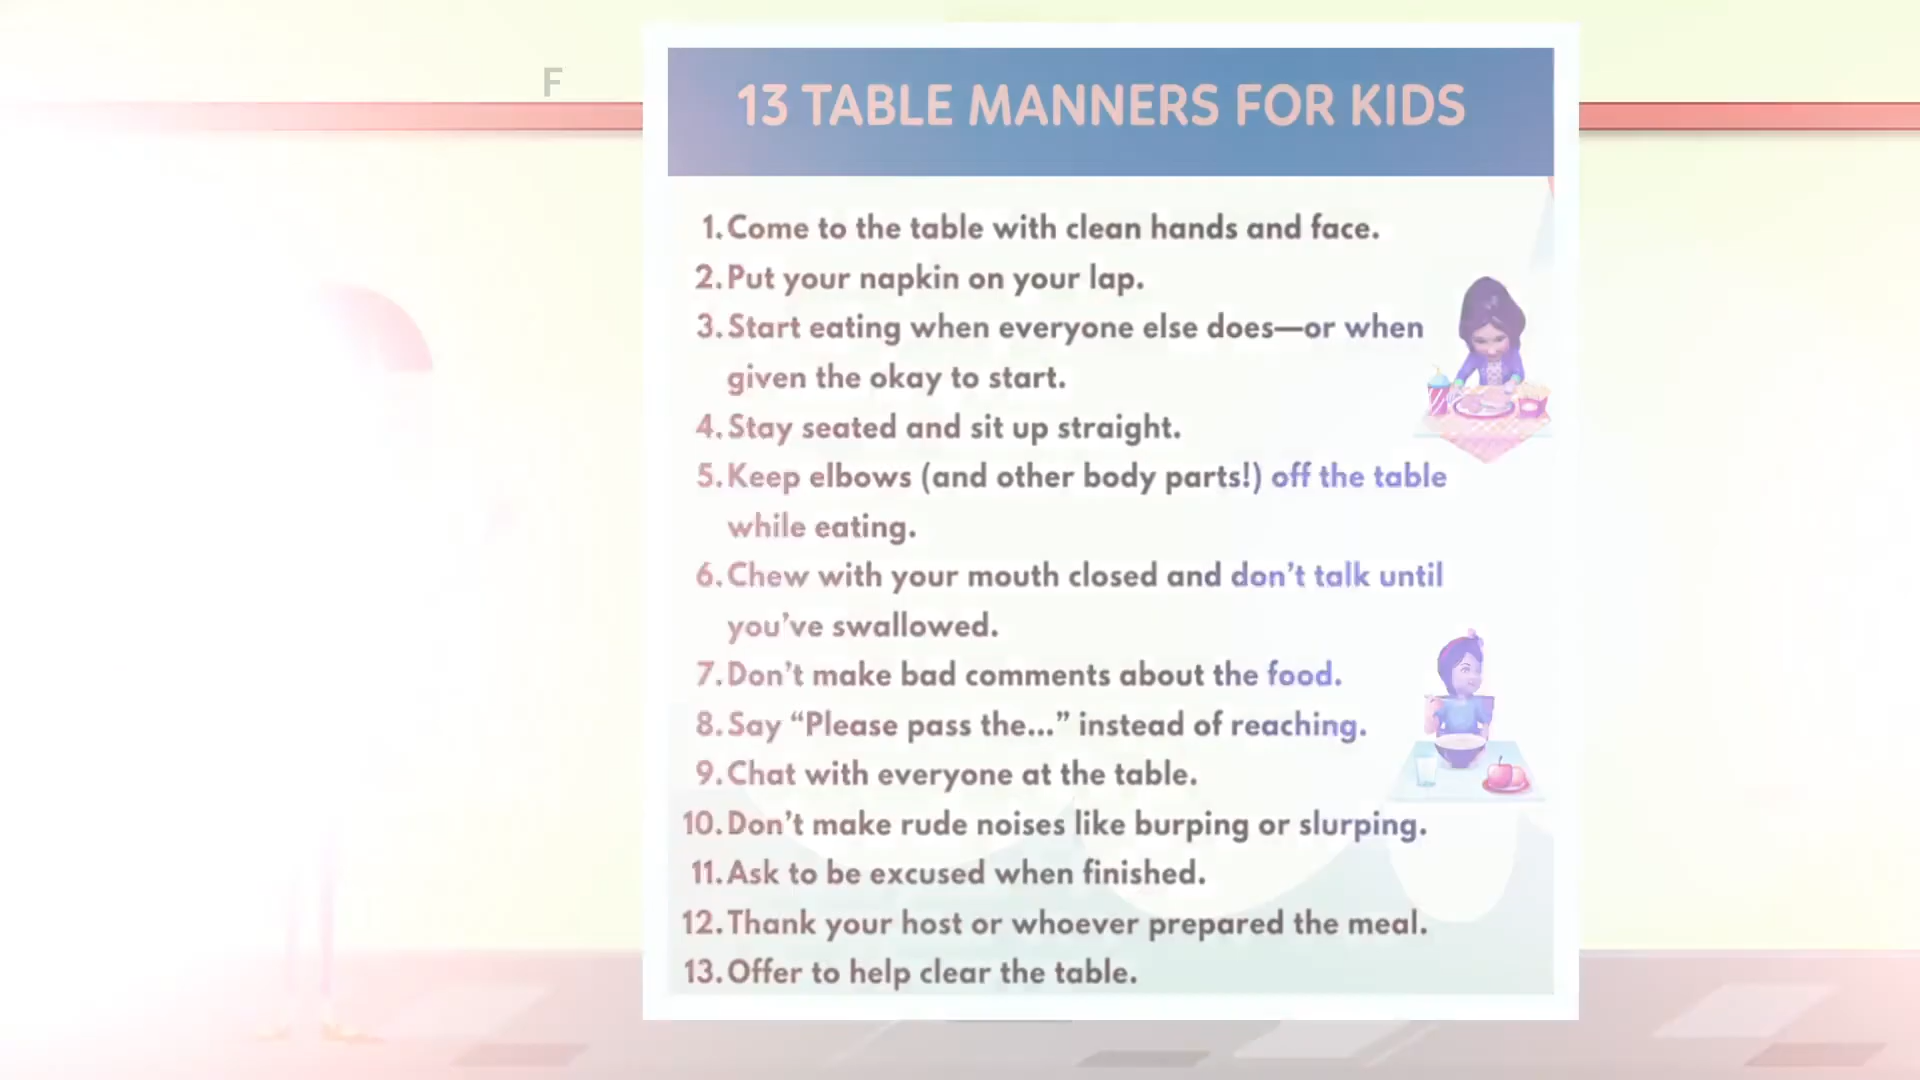 F
13 TABLE MANNERS FOR KIDS
1. Come to the table with clean hands and face.
2. Put your napkin on your lap.
3. Start eating when everyone else does—or when
given the okay to start.
4. Stay seated and sit up straight.
5. Keep elbows (and other body parts!) off the table
while eating.
6. Chew with your mouth closed and don’t talk until
you’ve swallowed.
7. Don’t make bad comments about the food.
8. Say “Please pass the...” instead of reaching.
9. Chat with everyone at the table.
10. Don’t make rude noises like burping or slurping.
11. Ask to be excused when finished.
12. Thank your host or whoever prepared the meal.
13. Offer to help clear the table.